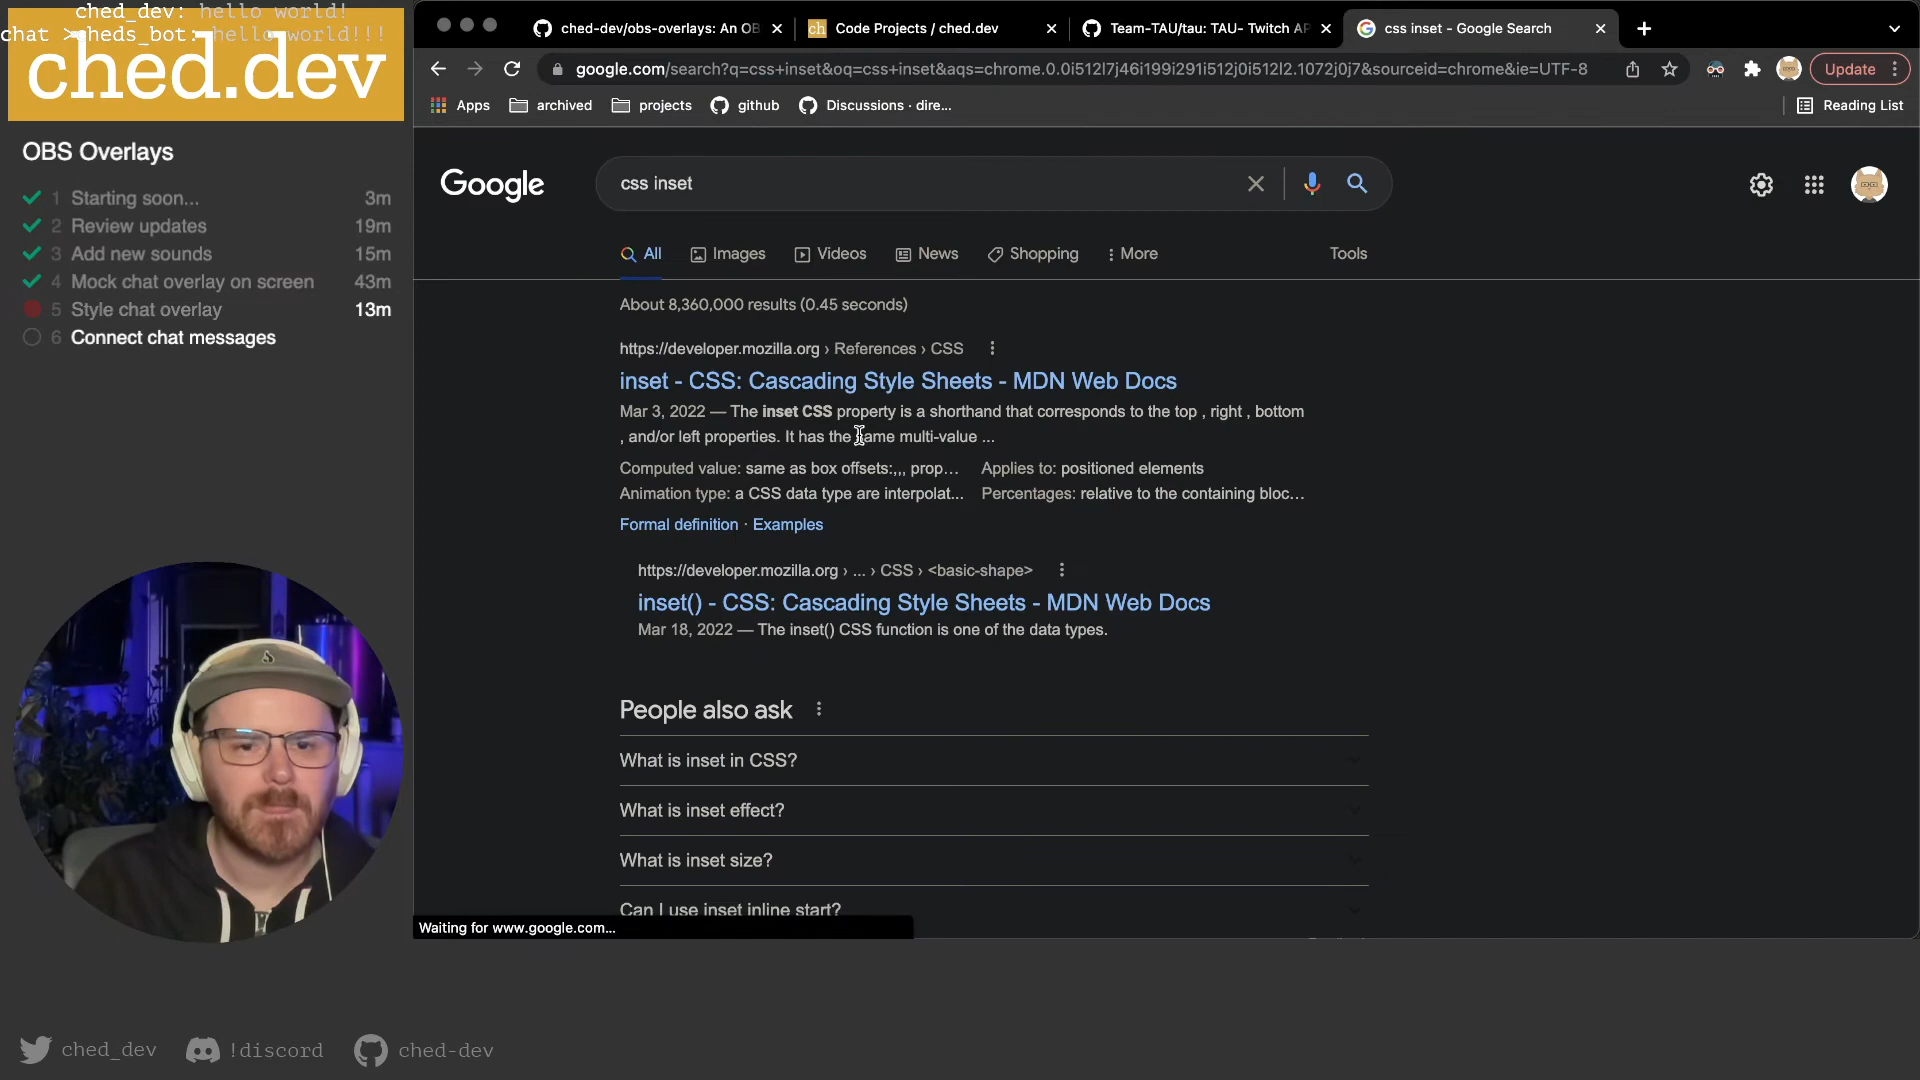 ched_dev: hello world!
chat >cheds_bot: hello world!!!
ched.dev
OBS Overlays
1 Starting soon... 3m
2 Review updates 19m
3 Add new sounds 15m
4 Mock chat overlay on screen 43m
5 Style chat overlay 13m
6 Connect chat messages
ched-dev/obs-overlays: An OB
ch Code Projects / ched.dev
Team-TAU/tau: TAU- Twitch AP
css inset - Google Search
google.com/search?q=css+inset&oq=css+inset&aqs=chrome.0.0i512l7j46i199i291i512j0i512l2.1072j0j7&sourceid=chrome&ie=UTF-8
Update
Apps archived projects github Discussions · dire... Reading List
Google
css inset
All Images Videos News Shopping More Tools
About 8,360,000 results (0.45 seconds)
https://developer.mozilla.org › References › CSS
inset - CSS: Cascading Style Sheets - MDN Web Docs
Mar 3, 2022 — The inset CSS property is a shorthand that corresponds to the top , right , bottom
, and/or left properties. It has the same multi-value ...
Computed value: same as box offsets:,,, prop... Applies to: positioned elements
Animation type: a CSS data type are interpolat... Percentages: relative to the containing bloc...
Formal definition · Examples
https://developer.mozilla.org › ... › CSS › <basic-shape>
inset() - CSS: Cascading Style Sheets - MDN Web Docs
Mar 18, 2022 — The inset() CSS function is one of the data types.
People also ask
What is inset in CSS?
What is inset effect?
What is inset size?
Can I use inset inline start?
Waiting for www.google.com...
ched_dev !discord ched-dev